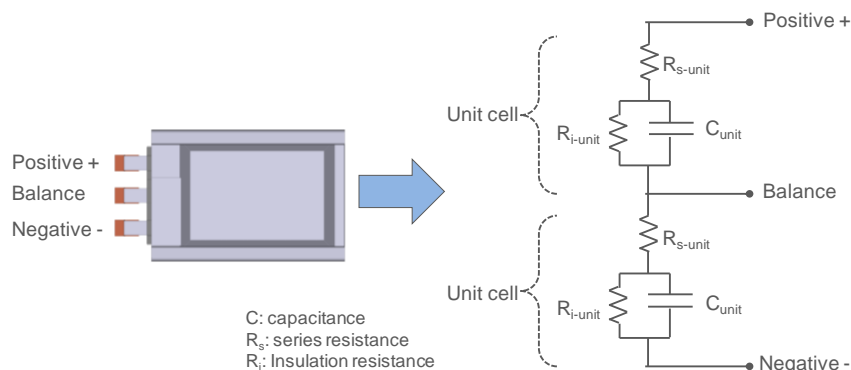 Positive +
Balance
Negative -
C: capacitance
Rs: series resistance
Ri: Insulation resistance
Unit cell
Unit cell
Positive +
Rs-unit
Ri-unit
Cunit
Balance
Rs-unit
Ri-unit
Cunit
Negative -